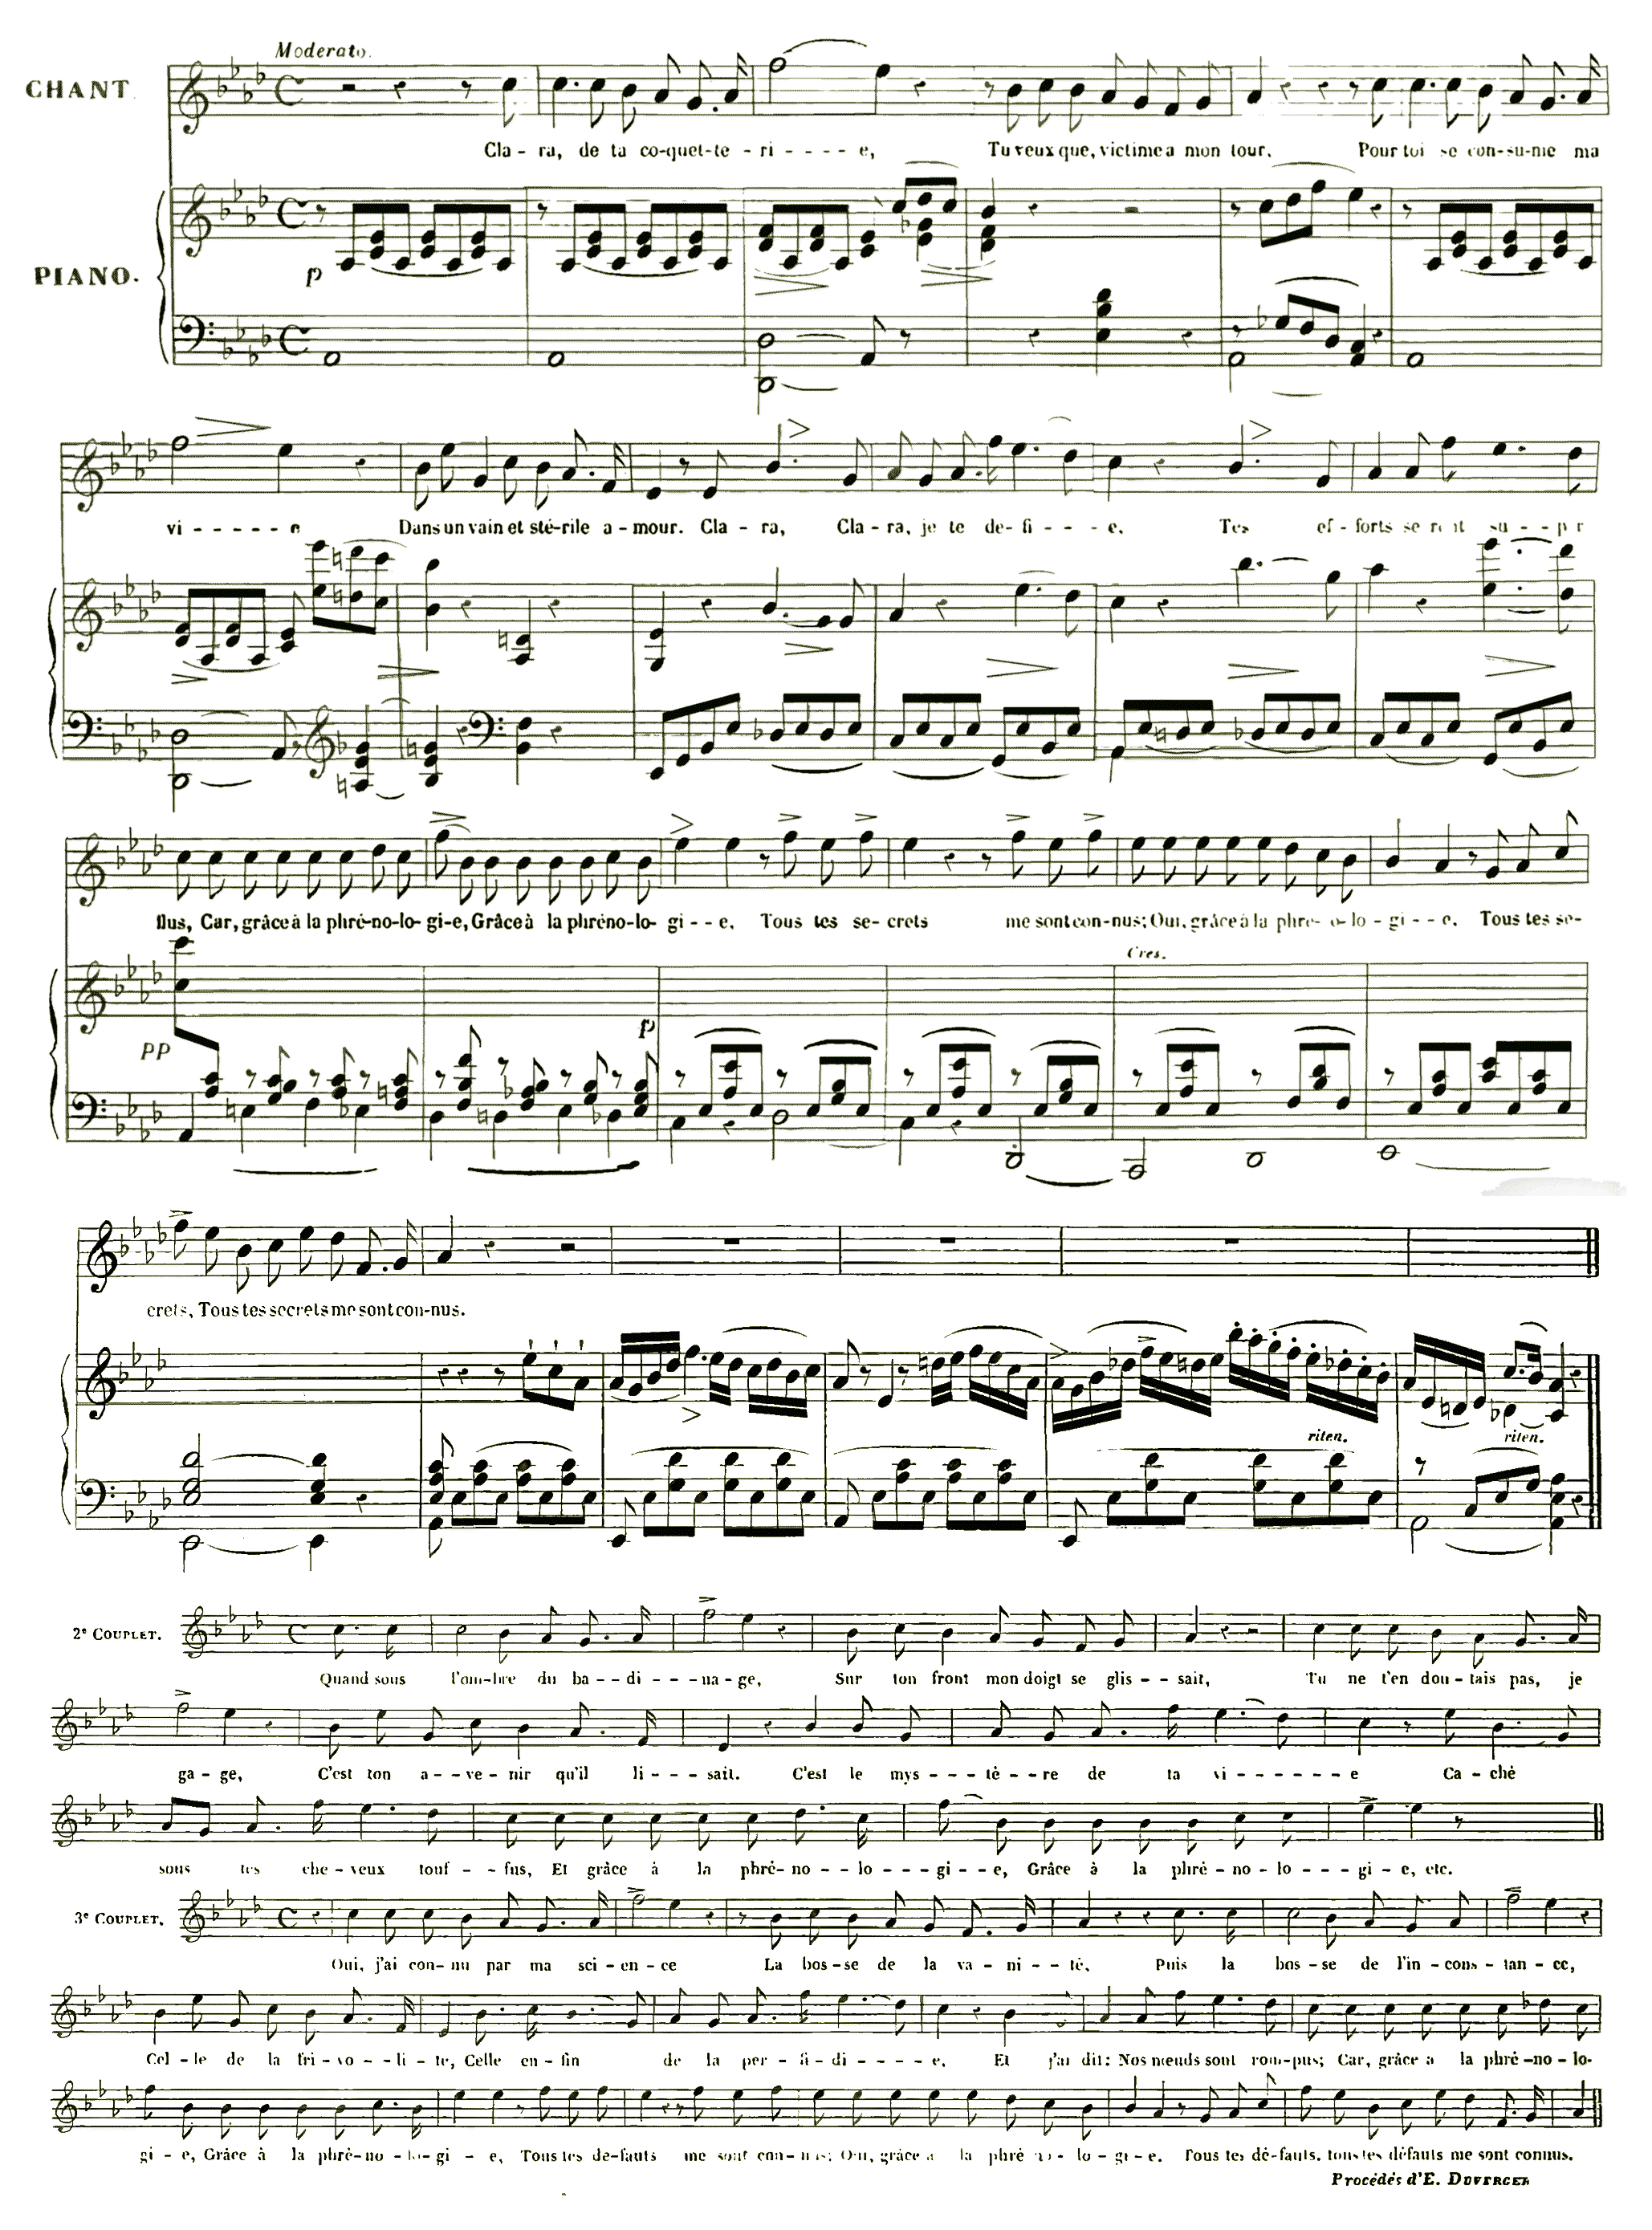 Moderato.
CHANT
Cla-ra, de ta co-quet-te-ri----e, Tu veux que, victime a mon tour, Pour toi se con-su-me ma
p
PIANO.
vi-----e Dans un vain et sté-rile a-mour. Cla-ra, Cla-ra, je te de-fi----e, Tes ef-forts su--
Cres.
flus, Car, grâce à la phré-no-lo-gi-e, Grâce à la phréno-lo-gi--e, Tous tes se-crets me sont con-nus; Oui, grâce à la lo-gi--e. Tous tes se-
PP
p
crets, Tous tes secrets me sont con-nus.
riten.
riten.
2e COUPLET.
Quand sous l'om-bre du ba--di---na-ge, Sur ton front mon doigt se glis--sait, Tu ne t'en dou-tais pas, je
ga-ge, C'est ton a--ve-nir qu'il li--sait. C'est le mys---tè--re de ta vi------e Ca-ché
sous tes che-veux touf--fus, Et grâce à la phré-no--lo---gi--e, Grâce à la phré-no-lo---gi-e, etc.
3e COUPLET.
Oui, j'ai con-nu par ma sci-en-ce La bos-se de la va-ni--té, Puis la bos-se de l'in-cons-tan-ce,
Cel-le de la fri-vo--li-te, Celle en-fin de la per-fi-di----e. Et j'ai dit: Nos nœuds sont rom-pus; Car, grâce a la phré-no-lo-
gi-e, Grâce à la phré-no-lo-gi-e, Tous tes de-fauts me sont con-nus; Oui, grâce a la phré lo-gi-e. Tous tes dé-fauts, tous tes défauts me sont connus.
Procédés d'E. DUVERGER